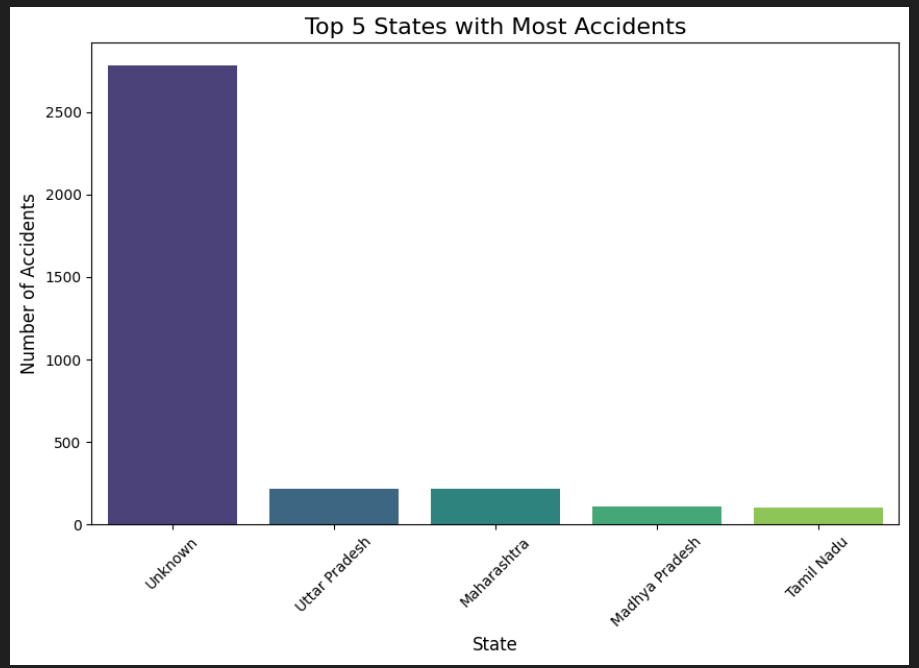 Top 5 States with Most Accidents
Number of Accidents
2500
2000
1500
1000
500
0
Unknown
Uttar Pradesh
Maharashtra
Madhya Pradesh
Tamil Nadu
State